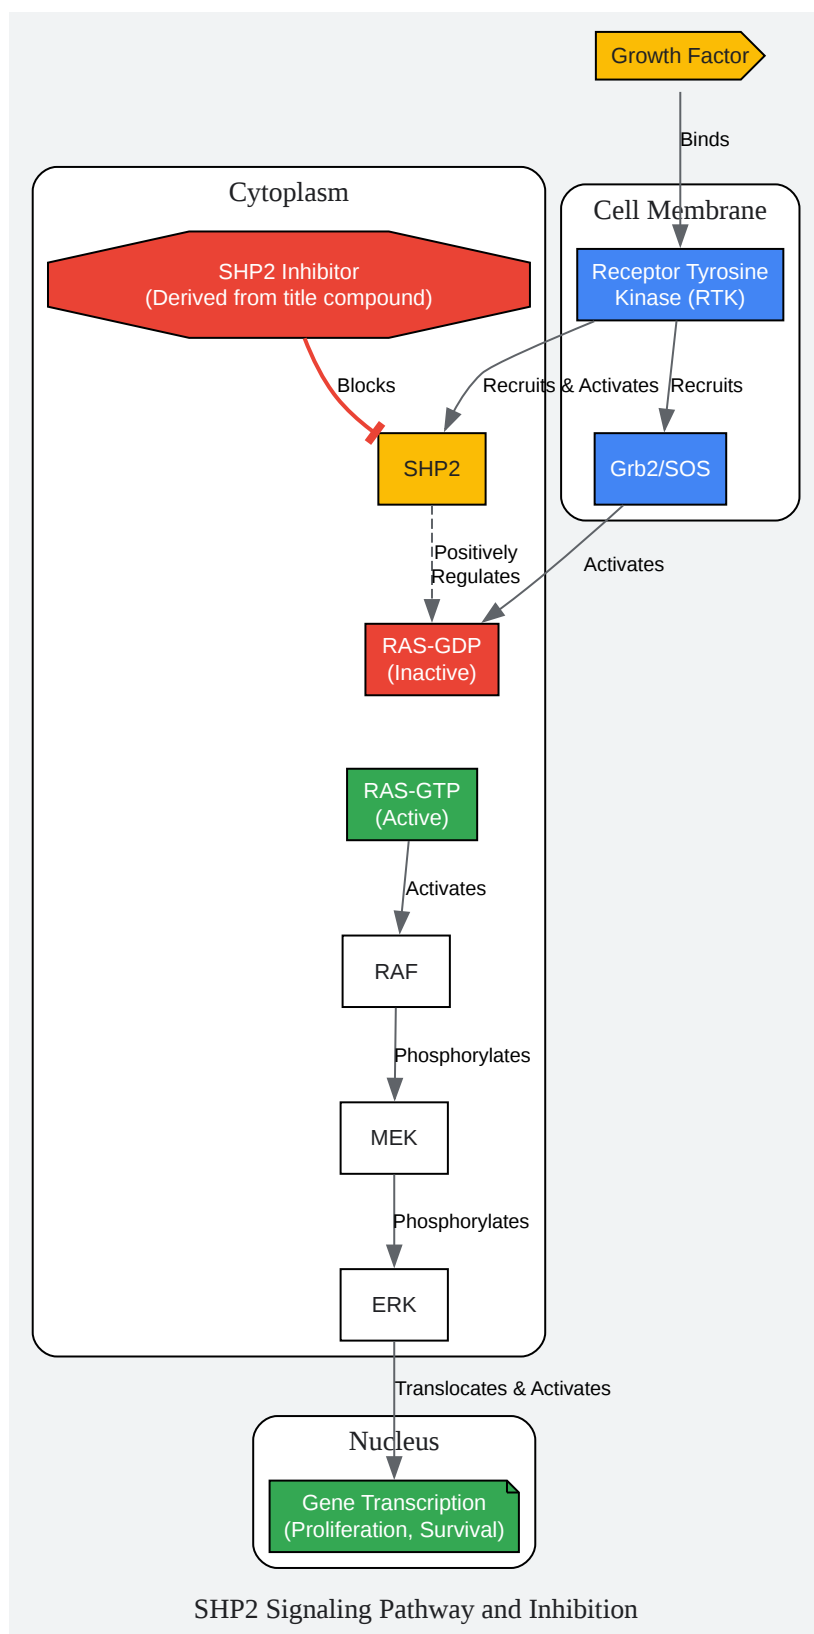 Growth Factor
Binds
Cytoplasm
Cell Membrane
SHP2 Inhibitor
(Derived from title compound)
Receptor Tyrosine
Kinase (RTK)
Blocks
Recruits & Activates
Recruits
SHP2
Grb2/SOS
Positively
Regulates
Activates
RAS-GDP
(Inactive)
RAS-GTP
(Active)
Activates
RAF
Phosphorylates
MEK
Phosphorylates
ERK
Translocates & Activates
Nucleus
Gene Transcription
(Proliferation, Survival)
SHP2 Signaling Pathway and Inhibition